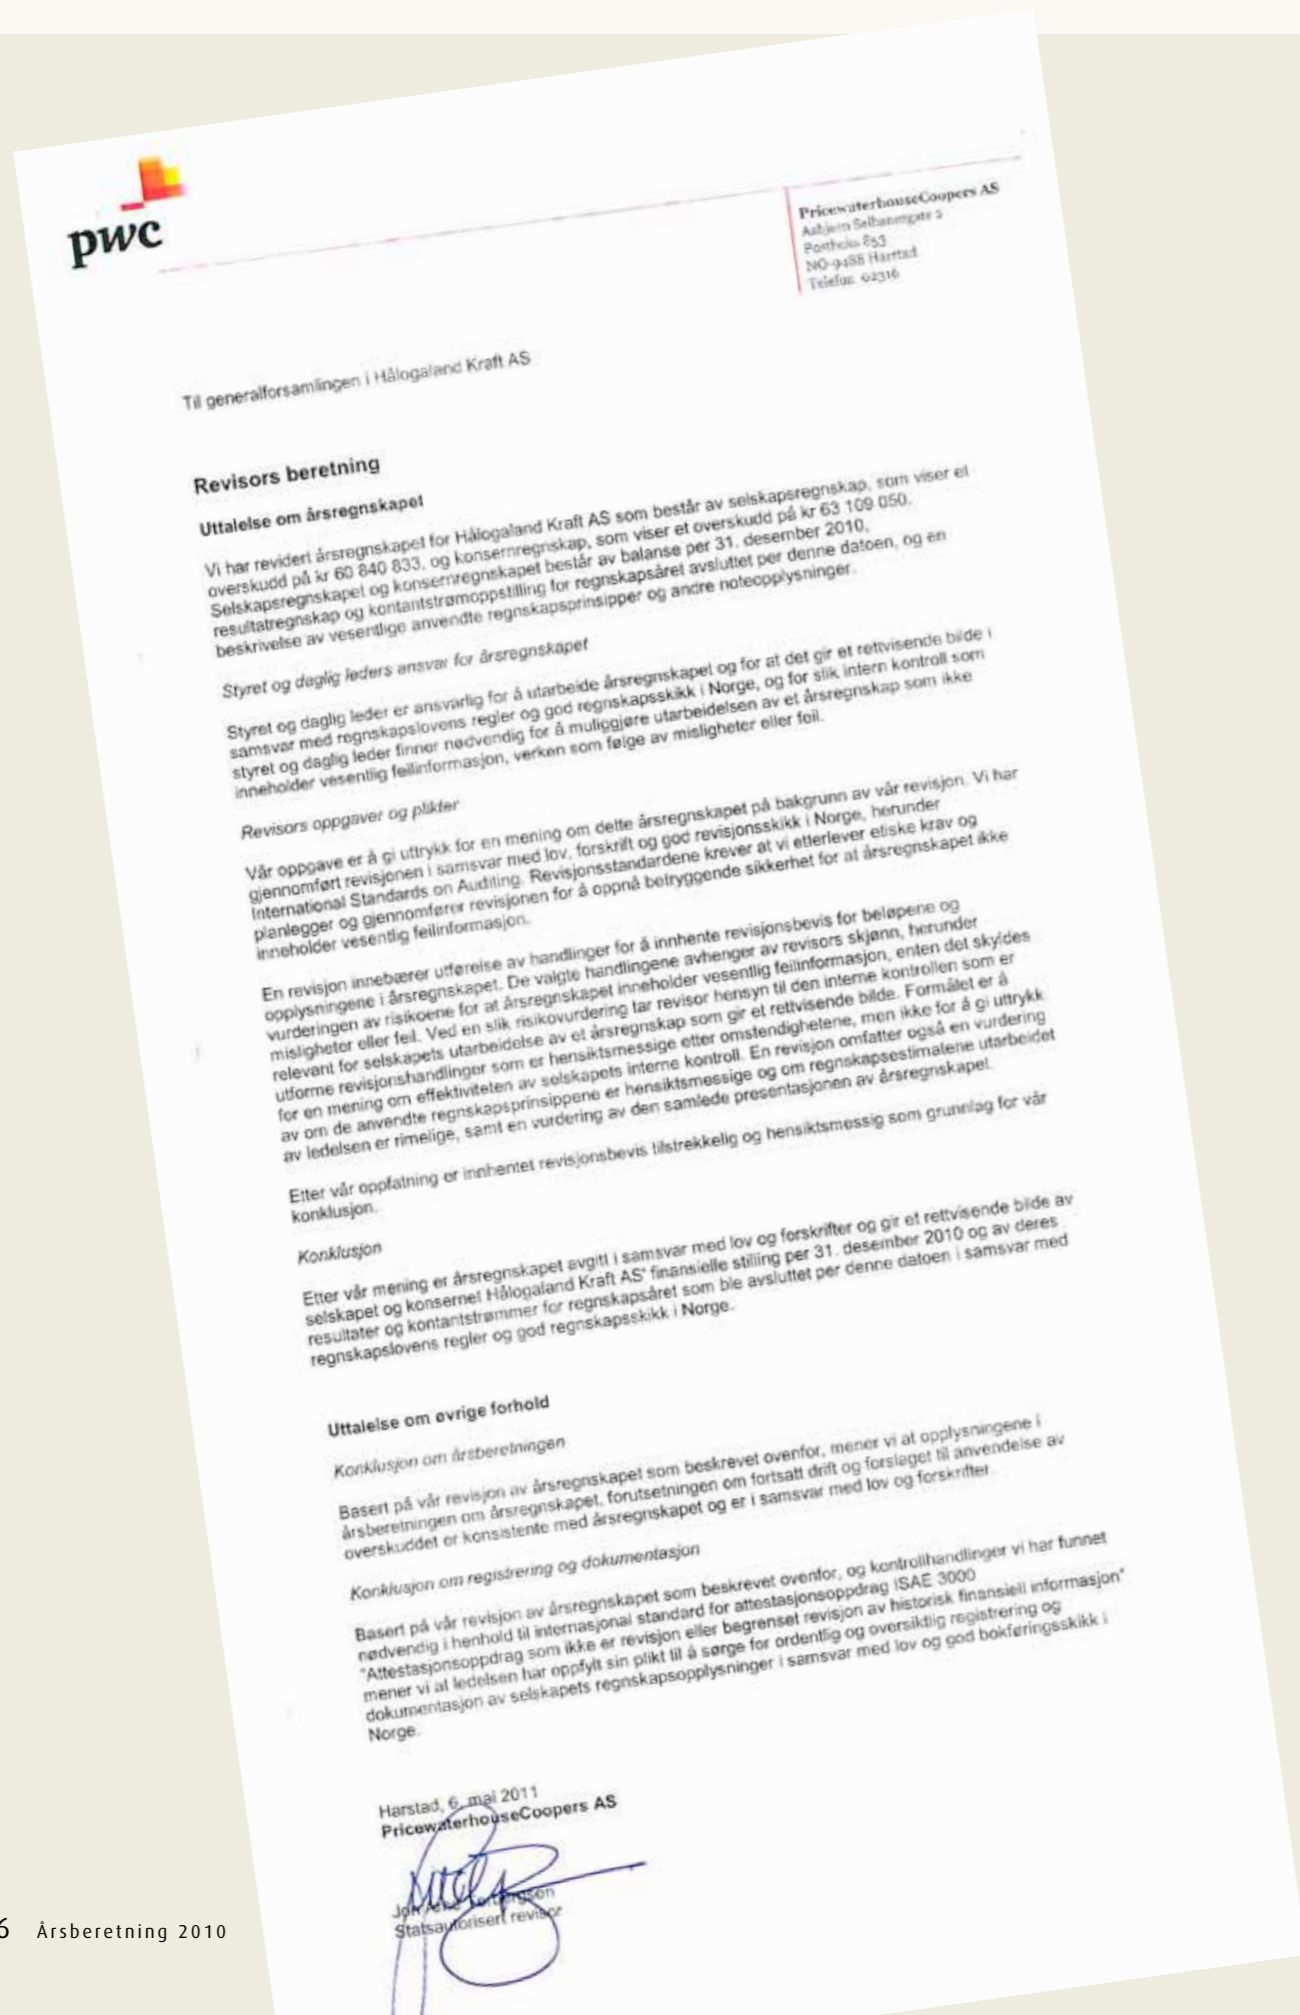 pwc
PricewaterhouseCoopers AS
Postboks 853
NO-9488 Harstad
Telefon 02316
Til generalforsamlingen i Hålogaland Kraft AS
Revisors beretning
Uttalelse om årsregnskapet
Vi har revidert årsregnskapet for Hålogaland Kraft AS som består av selskapsregnskap, som viser et
overskudd på kr 60 840 833, og konsernregnskap, som viser et overskudd på kr 63 109 050.
Selskapsregnskapet og konsernregnskapet består av balanse per 31. desember 2010,
resultatregnskap og kontantstrømoppstilling for regnskapsåret avsluttet per denne datoen, og en
beskrivelse av vesentlige anvendte regnskapsprinsipper og andre noteopplysninger.
Styret og daglig leders ansvar for årsregnskapet
Styret og daglig leder er ansvarlig for å utarbeide årsregnskapet og for at det gir et rettvisende bilde i
samsvar med regnskapslovens regler og god regnskapsskikk i Norge, og for slik intern kontroll som
styret og daglig leder finner nødvendig for å muliggjøre utarbeidelsen av et årsregnskap som ikke
inneholder vesentlig feilinformasjon, verken som følge av misligheter eller feil.
Revisors oppgaver og plikter
Vår oppgave er å gi uttrykk for en mening om dette årsregnskapet på bakgrunn av vår revisjon. Vi har
gjennomført revisjonen i samsvar med lov, forskrift og god revisjonsskikk i Norge, herunder
International Standards on Auditing. Revisjonsstandardene krever at vi etterlever etiske krav og
planlegger og gjennomfører revisjonen for å oppnå betryggende sikkerhet for at årsregnskapet ikke
inneholder vesentlig feilinformasjon.
En revisjon innebærer utførelse av handlinger for å innhente revisjonsbevis for beløpene og
opplysningene i årsregnskapet. De valgte handlingene avhenger av revisors skjønn, herunder
vurderingen av risikoene for at årsregnskapet inneholder vesentlig feilinformasjon, enten det skyldes
misligheter eller feil. Ved en slik risikovurdering tar revisor hensyn til den interne kontrollen som er
relevant for selskapets utarbeidelse av et årsregnskap som gir et rettvisende bilde. Formålet er å
utforme revisjonshandlinger som er hensiktsmessige etter omstendighetene, men ikke for å gi uttrykk
for en mening om effektiviteten av selskapets interne kontroll. En revisjon omfatter også en vurdering
av om de anvendte regnskapsprinsippene er hensiktsmessige og om regnskapsestimatene utarbeidet
av ledelsen er rimelige, samt en vurdering av den samlede presentasjonen av årsregnskapet.
Etter vår oppfatning er innhentet revisjonsbevis tilstrekkelig og hensiktsmessig som grunnlag for vår
konklusjon.
Konklusjon
Etter vår mening er årsregnskapet avgitt i samsvar med lov og forskrifter og gir et rettvisende bilde av
selskapet og konsernet Hålogaland Kraft AS' finansielle stilling per 31. desember 2010 og av deres
resultater og kontantstrømmer for regnskapsåret som ble avsluttet per denne datoen i samsvar med
regnskapslovens regler og god regnskapsskikk i Norge.
Uttalelse om øvrige forhold
Konklusjon om årsberetningen
Basert på vår revisjon av årsregnskapet som beskrevet ovenfor, mener vi at opplysningene i
årsberetningen om årsregnskapet, forutsetningen om fortsatt drift og forslaget til anvendelse av
overskuddet er konsistente med årsregnskapet og er i samsvar med lov og forskrifter.
Konklusjon om registrering og dokumentasjon
Basert på vår revisjon av årsregnskapet som beskrevet ovenfor, og kontrollhandlinger vi har funnet
nødvendig i henhold til internasjonal standard for attestasjonsoppdrag ISAE 3000
"Attestasjonsoppdrag som ikke er revisjon eller begrenset revisjon av historisk finansiell informasjon"
mener vi at ledelsen har oppfylt sin plikt til å sørge for ordentlig og oversiktlig registrering og
dokumentasjon av selskapets regnskapsopplysninger i samsvar med lov og god bokføringsskikk i
Norge.
Harstad, 6. mai 2011
PricewaterhouseCoopers AS
Statsautorisert revisor
6 Årsberetning 2010